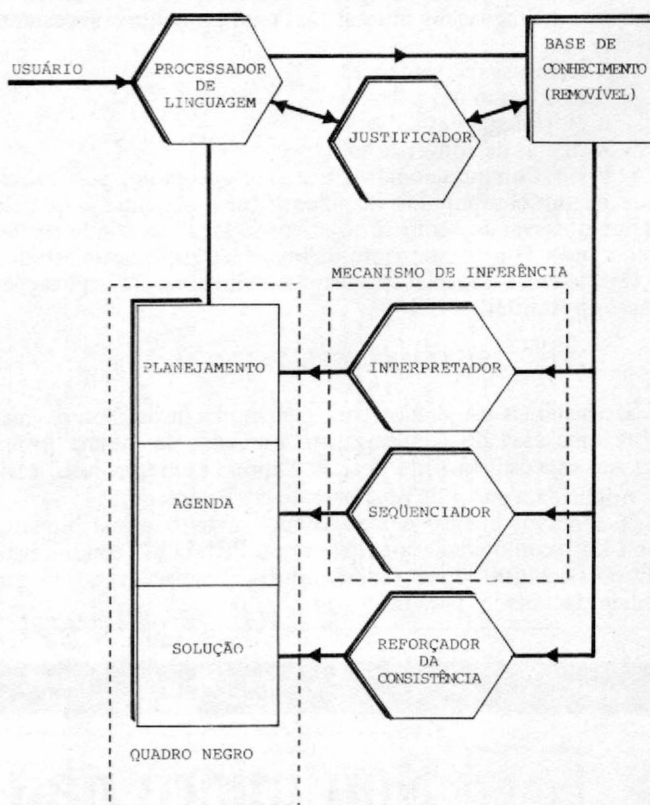 USUÁRIO
PROCESSADOR
DE
LINGUAGEM
BASE DE
CONHECIMENTO
(REMOVÍVEL)
JUSTIFICADOR
MECANISMO DE INFERÊNCIA
PLANEJAMENTO
INTERPRETADOR
AGENDA
SEQÜENCIADOR
SOLUÇÃO
REFORÇADOR
DA
CONSISTÊNCIA
QUADRO NEGRO